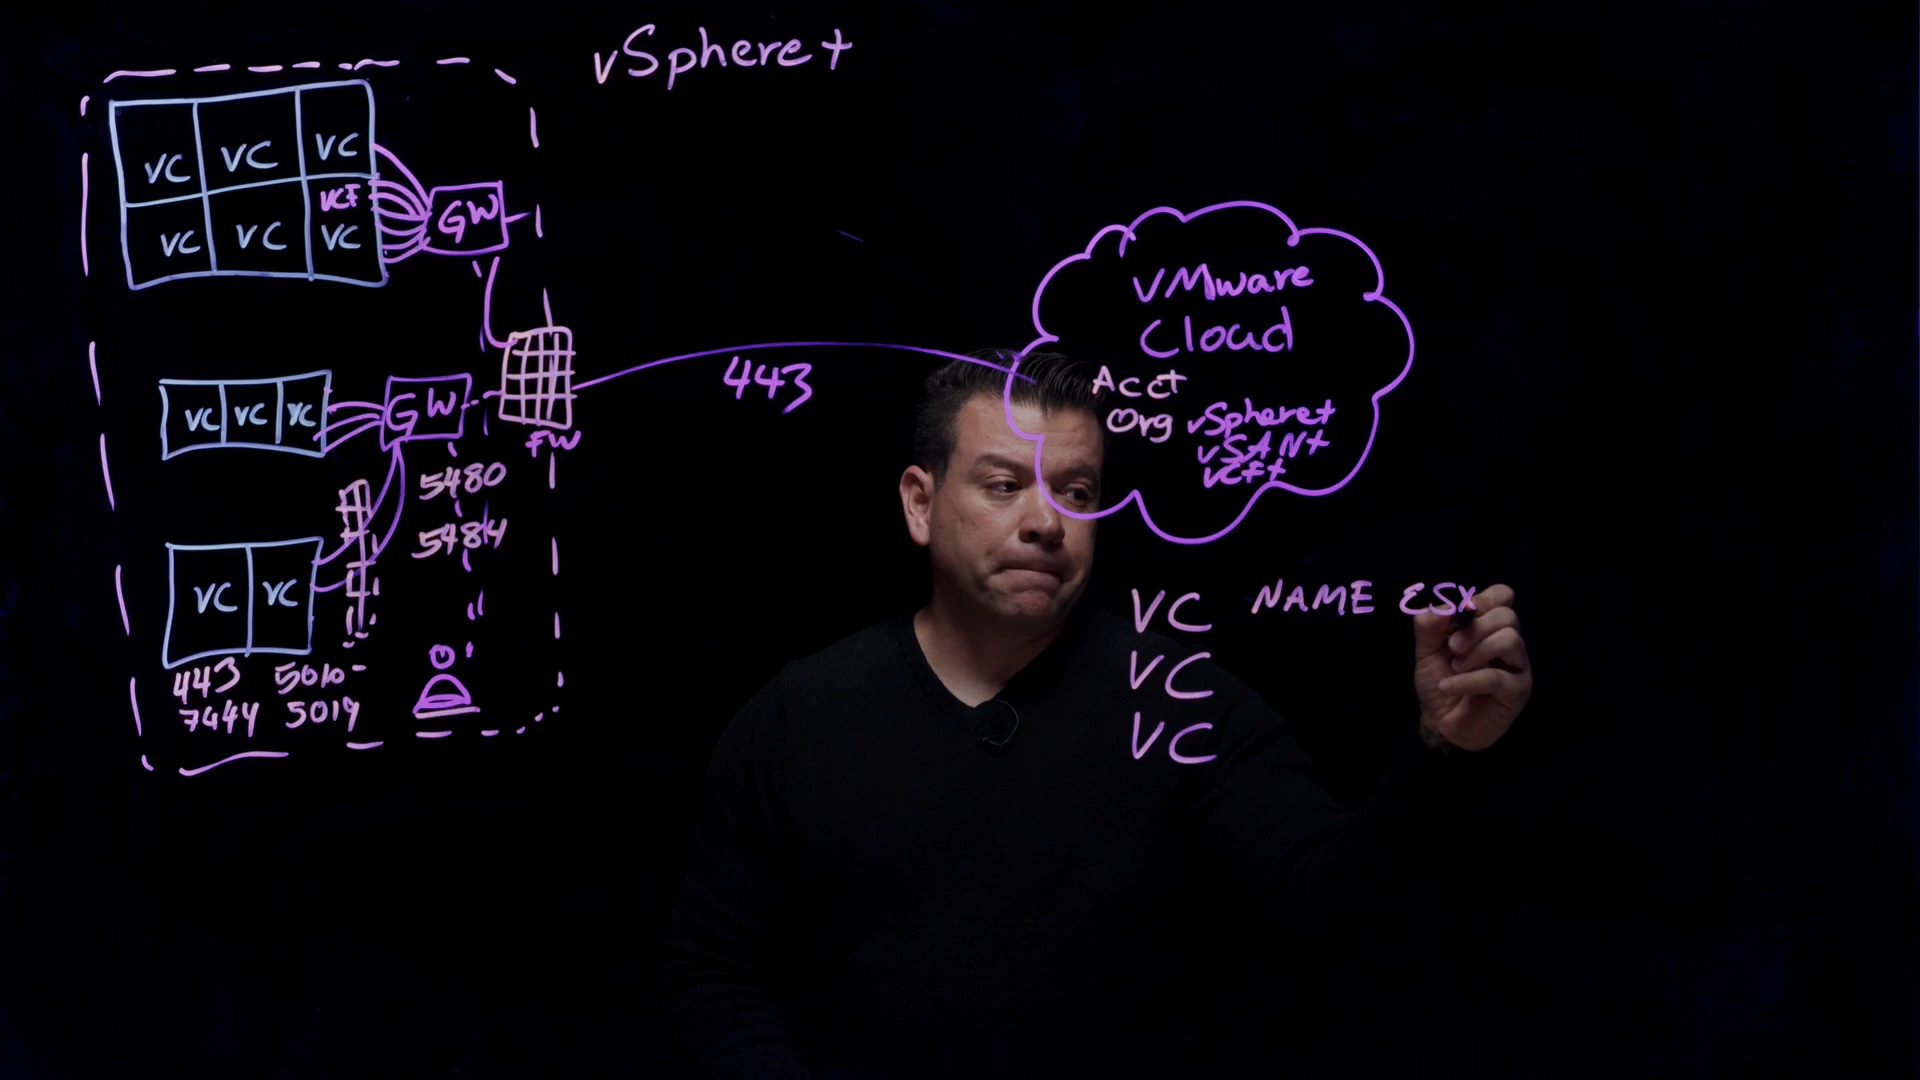 vSphere+
VC VC VC
VCF
VC VC VC
GW
VC VC VC
GW
FW
5480
5484
VC VC
443 5010-
7444 5019
443
VMware
Cloud
Acct
Org vSphere+
vSAN+
VCF+
VC NAME ESX
VC
VC